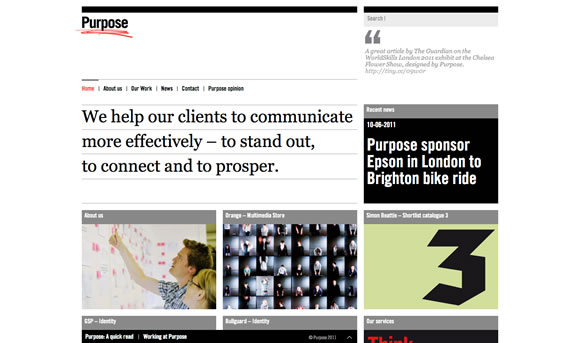 Purpose
Search
A great article by The Guardian on the
WorldSkills London 2011 exhibit at the Chelsea
Flower Show, designed by Purpose.
Home | About us | Our Work | News | Contact | Purpose opinion
We help our clients to communicate
more effectively – to stand out,
to connect and to prosper.
Recent news
10-06-2011
Purpose sponsor
Epson in London to
Brighton bike ride
About us
Orange – Multimedia Store
Simon Beattie – Shortlist catalogue 3
3
GSP – Identity
Bullguard – Identity
Our services
Think
Purpose: A quick read | Working at Purpose
© Purpose 2011